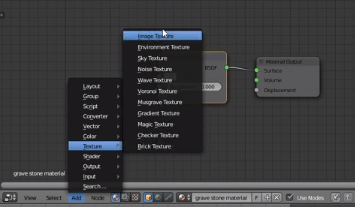 Image Texture
Environment Texture
Sky Texture
Noise Texture
Wave Texture
Voronoi Texture
Musgrave Texture
Gradient Texture
Magic Texture
Checker Texture
Brick Texture
BSDF
Material Output
Surface
Volume
Displacement
Layout
Group
Script
Converter
Vector
Color
Texture
Shader
Output
Input
Search...
grave stone material
View Select Add Node grave stone material F Use Nodes